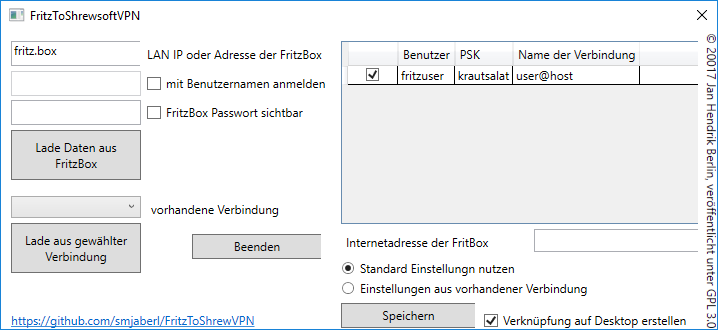 FritzToShrewsoftVPN
fritz.box
LAN IP oder Adresse der FritzBox
mit Benutzernamen anmelden
FritzBox Passwort sichtbar
Lade Daten aus
FritzBox
vorhandene Verbindung
Lade aus gewählter
Verbindung
Beenden
https://github.com/smjaberl/FritzToShrewVPN
Benutzer PSK Name der Verbindung
fritzuser krautsalat user@host
Internetadresse der FritBox
Standard Einstellungn nutzen
Einstellungen aus vorhandener Verbindung
Speichern
Verknüpfung auf Desktop erstellen
© 20017 Jan Hendrik Berlin, veröffentlicht unter GPL 3.0